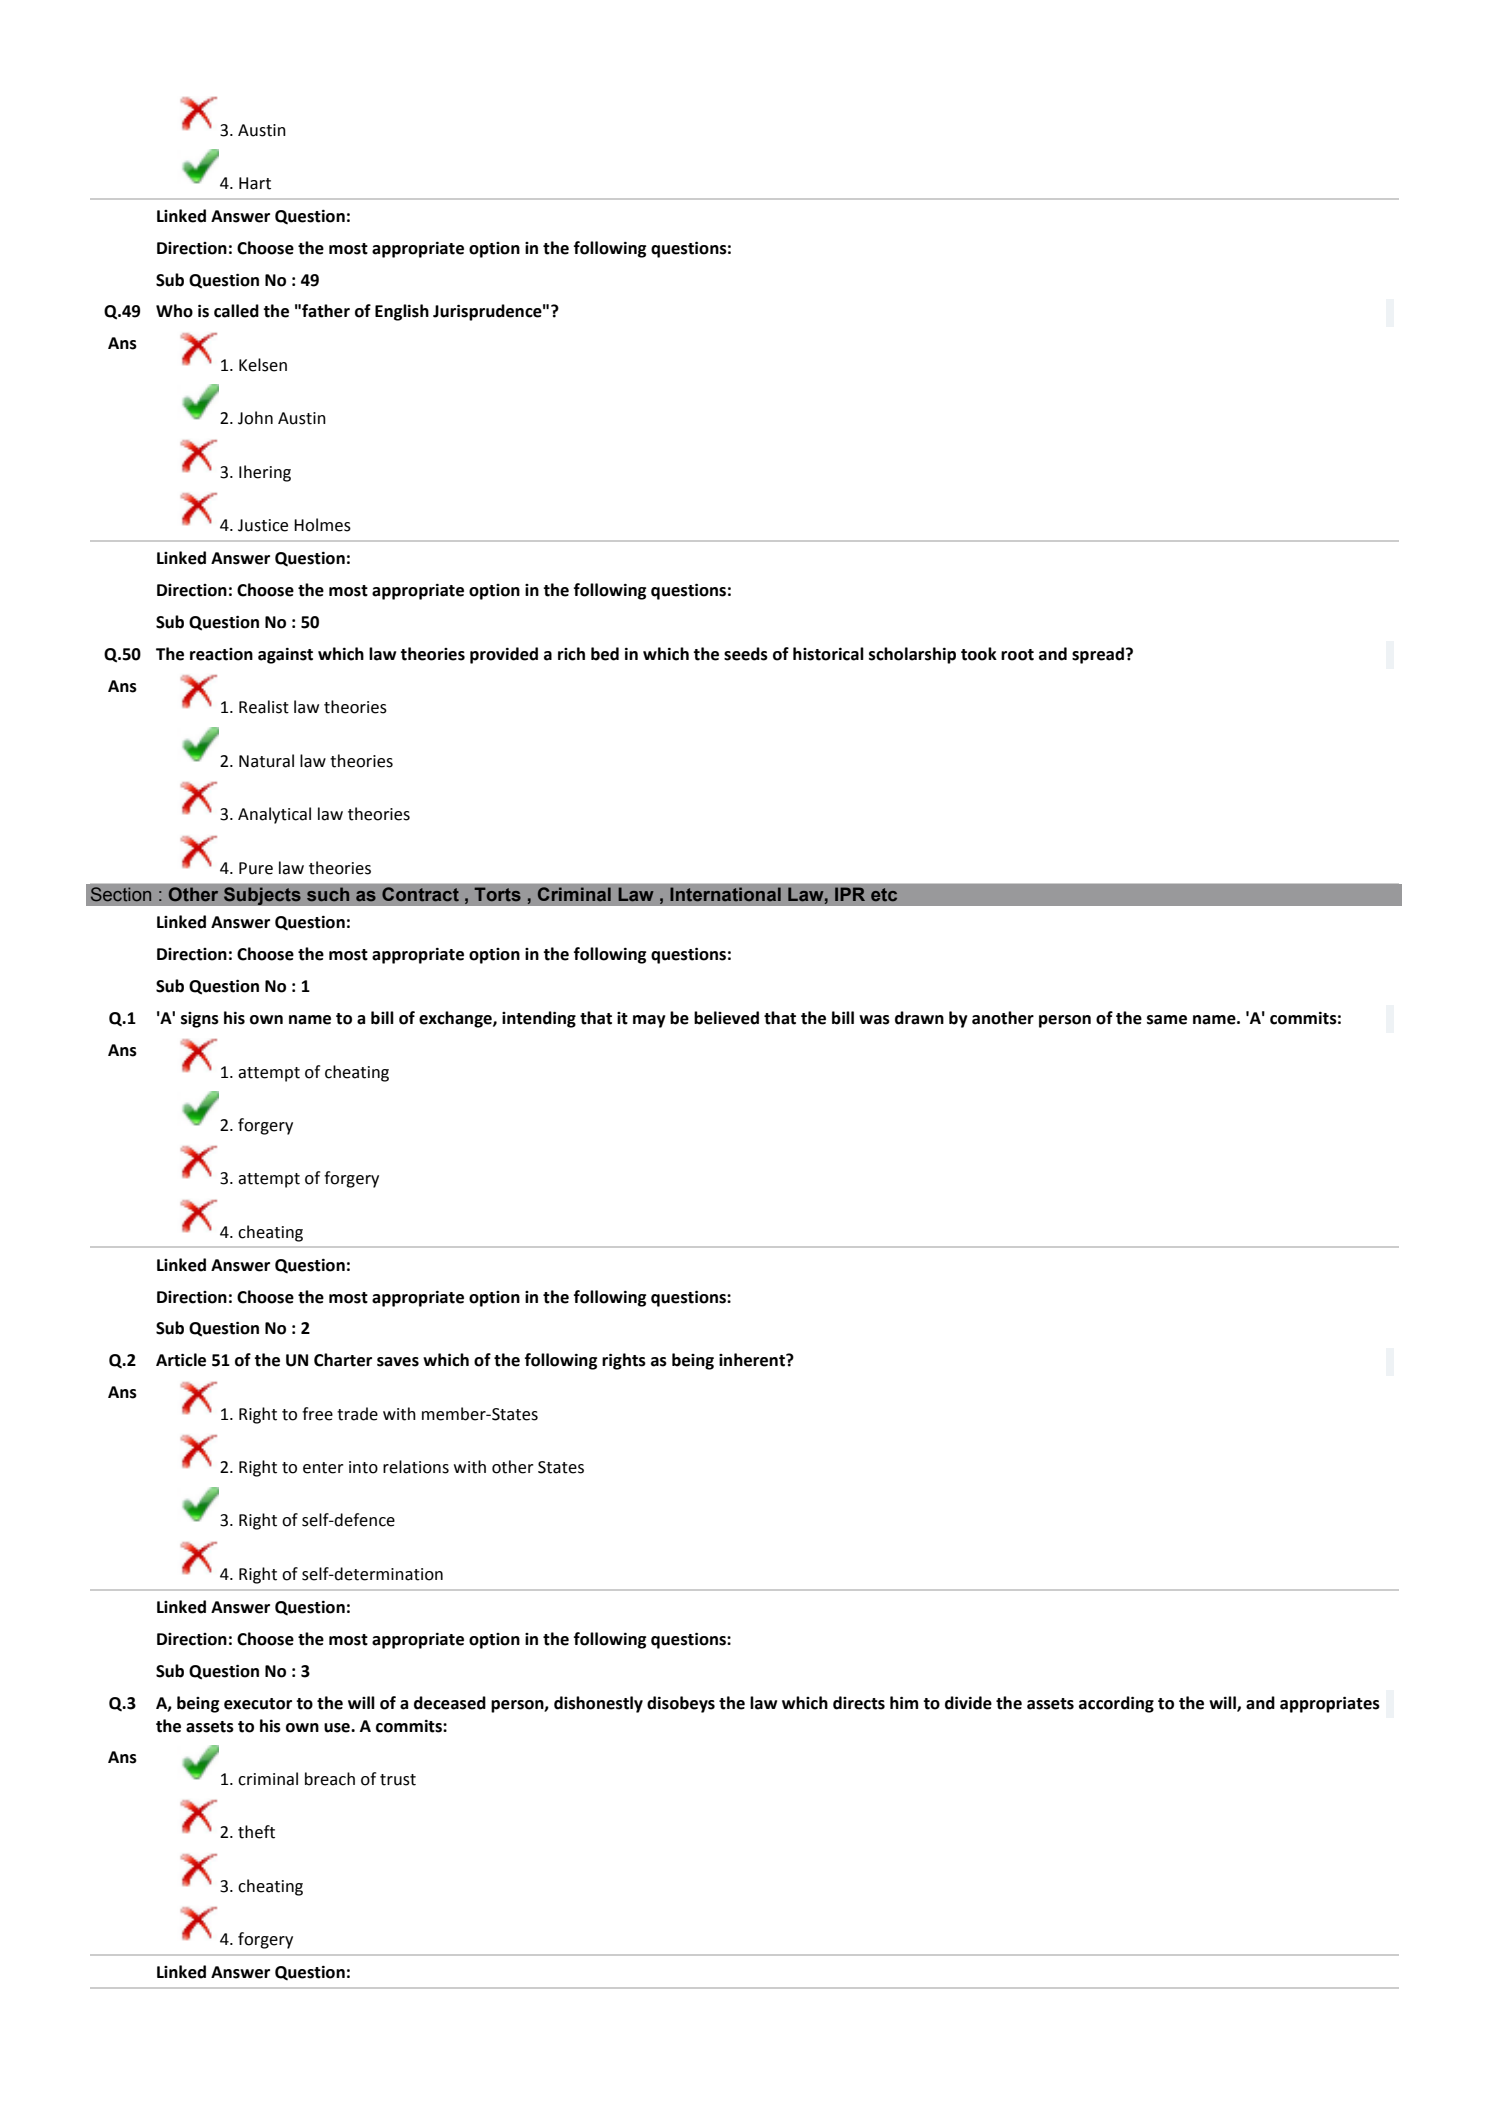 3. Austin
4. Hart
Linked Answer Question:
Direction: Choose the most appropriate option in the following questions:
Sub Question No : 49
Q.49 Who is called the "father of English Jurisprudence"?
Ans
1. Kelsen
2. John Austin
3. Ihering
4. Justice Holmes
Linked Answer Question:
Direction: Choose the most appropriate option in the following questions:
Sub Question No : 50
Q.50 The reaction against which law theories provided a rich bed in which the seeds of historical scholarship took root and spread?
Ans
1. Realist law theories
2. Natural law theories
3. Analytical law theories
4. Pure law theories
Section : Other Subjects such as Contract , Torts , Criminal Law , International Law, IPR etc
Linked Answer Question:
Direction: Choose the most appropriate option in the following questions:
Sub Question No : 1
Q.1 'A' signs his own name to a bill of exchange, intending that it may be believed that the bill was drawn by another person of the same name. 'A' commits:
Ans
1. attempt of cheating
2. forgery
3. attempt of forgery
4. cheating
Linked Answer Question:
Direction: Choose the most appropriate option in the following questions:
Sub Question No : 2
Q.2 Article 51 of the UN Charter saves which of the following rights as being inherent?
Ans
1. Right to free trade with member-States
2. Right to enter into relations with other States
3. Right of self-defence
4. Right of self-determination
Linked Answer Question:
Direction: Choose the most appropriate option in the following questions:
Sub Question No : 3
Q.3 A, being executor to the will of a deceased person, dishonestly disobeys the law which directs him to divide the assets according to the will, and appropriates
the assets to his own use. A commits:
Ans
1. criminal breach of trust
2. theft
3. cheating
4. forgery
Linked Answer Question: